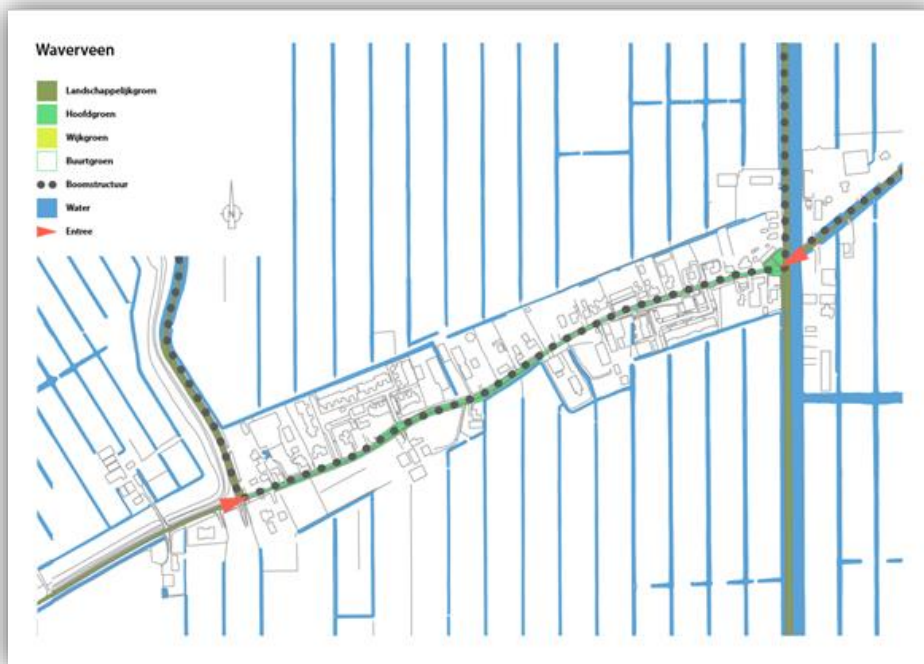 Waverveen
Landschappelijkgroen
Hoofdgroen
Wijkgroen
Buurtgroen
Boomstructuur
Water
Entree
N